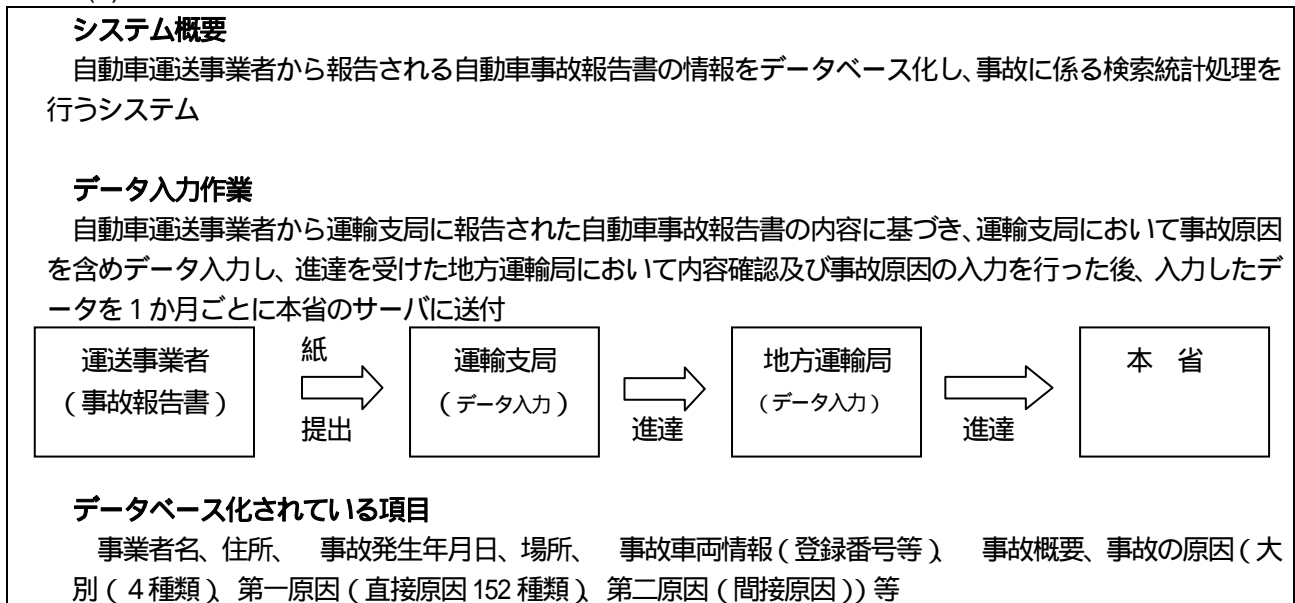 システム概要
自動車運送事業者から報告される自動車事故報告書の情報をデータベース化し、事故に係る検索統計処理を
行うシステム
データ入力作業
自動車運送事業者から運輸支局に報告された自動車事故報告書の内容に基づき、運輸支局において事故原因
を含めデータ入力し、進達を受けた地方運輸局において内容確認及び事故原因の入力を行った後、入力したデ
ータを1か月ごとに本省のサーバに送付
運送事業者
(事故報告書)
紙
提出
運輸支局
(データ入力)
進達
地方運輸局
(データ入力)
進達
本 省
データベース化されている項目
事業者名、住所、 事故発生年月日、場所、 事故車両情報(登録番号等)、 事故概要、事故の原因(大
別(4種類)、第一原因(直接原因152種類)、第二原因(間接原因))等